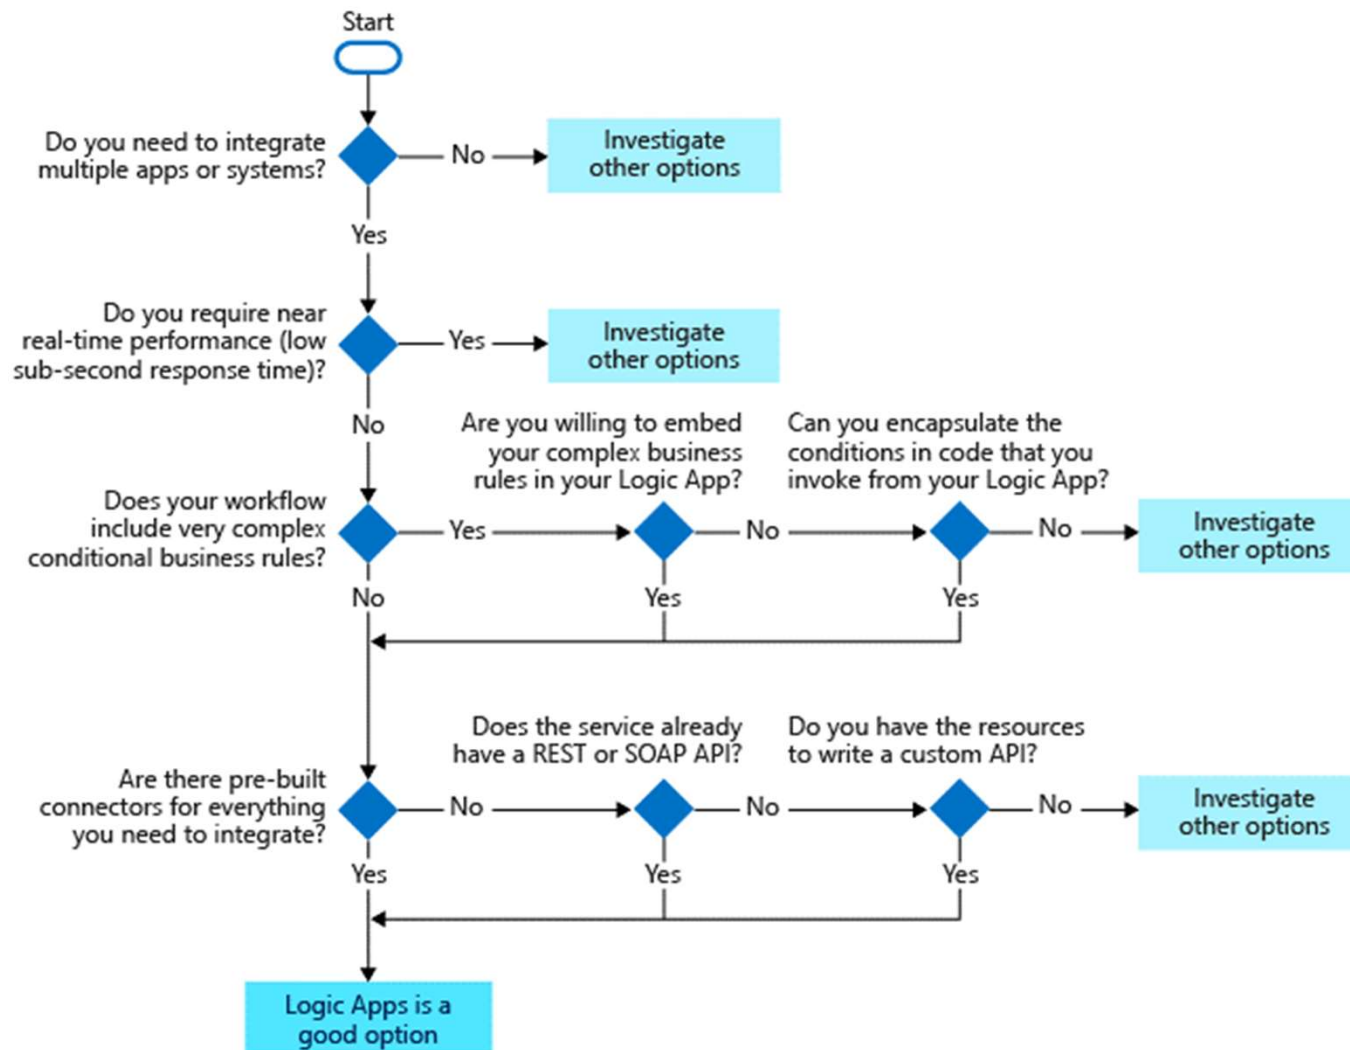 Start
Do you need to integrate
multiple apps or systems?
No
Investigate
other options
Yes
Do you require near
real-time performance (low
sub-second response time)?
Yes
Investigate
other options
No
Are you willing to embed
your complex business
rules in your Logic App?
Can you encapsulate the
conditions in code that you
invoke from your Logic App?
Does your workflow
include very complex
conditional business rules?
Yes
No
No
Investigate
other options
No
Yes
Yes
Does the service already
have a REST or SOAP API?
Do you have the resources
to write a custom API?
Are there pre-built
connectors for everything
you need to integrate?
No
No
No
Investigate
other options
Yes
Yes
Yes
Logic Apps is a
good option